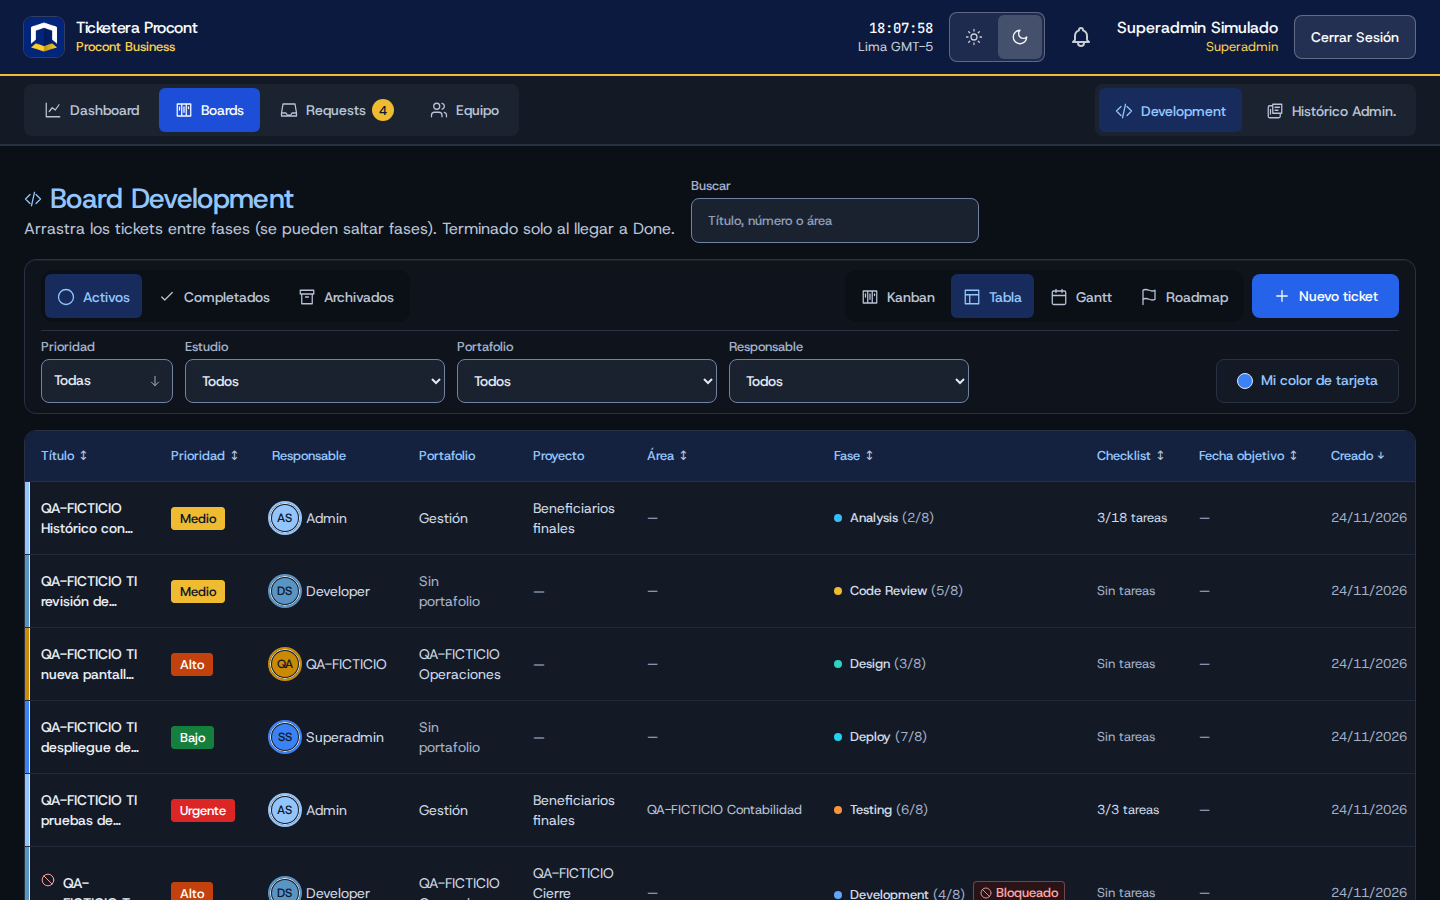 Ticketera Procont
Procont Business
18:07:58
Lima GMT-5
Superadmin Simulado
Superadmin
Cerrar Sesión
Dashboard
Boards
Requests 4
Equipo
Development
Histórico Admin.
Board Development
Arrastra los tickets entre fases (se pueden saltar fases). Terminado solo al llegar a Done.
Buscar
Título, número o área
Activos
Completados
Archivados
Kanban
Tabla
Gantt
Roadmap
Nuevo ticket
Prioridad
Todas
Estudio
Todos
Portafolio
Todos
Responsable
Todos
Mi color de tarjeta
Título ↕ Prioridad ↕ Responsable Portafolio Proyecto Área ↕ Fase ↕ Checklist ↕ Fecha objetivo ↕ Creado ↓
QA-FICTICIO
Histórico con…
Medio
AS Admin
Gestión
Beneficiarios
finales
—
Analysis (2/8)
3/18 tareas
—
24/11/2026
QA-FICTICIO TI
revisión de…
Medio
DS Developer
Sin
portafolio
—
—
Code Review (5/8)
Sin tareas
—
24/11/2026
QA-FICTICIO TI
nueva pantall…
Alto
QA QA-FICTICIO
QA-FICTICIO
Operaciones
—
—
Design (3/8)
Sin tareas
—
24/11/2026
QA-FICTICIO TI
despliegue de…
Bajo
SS Superadmin
Sin
portafolio
—
—
Deploy (7/8)
Sin tareas
—
24/11/2026
QA-FICTICIO TI
pruebas de…
Urgente
AS Admin
Gestión
Beneficiarios
finales
QA-FICTICIO Contabilidad
Testing (6/8)
3/3 tareas
—
24/11/2026
QA-
Alto
DS Developer
QA-FICTICIO
QA-FICTICIO
Cierre
—
Development (4/8)
Bloqueado
Sin tareas
—
24/11/2026